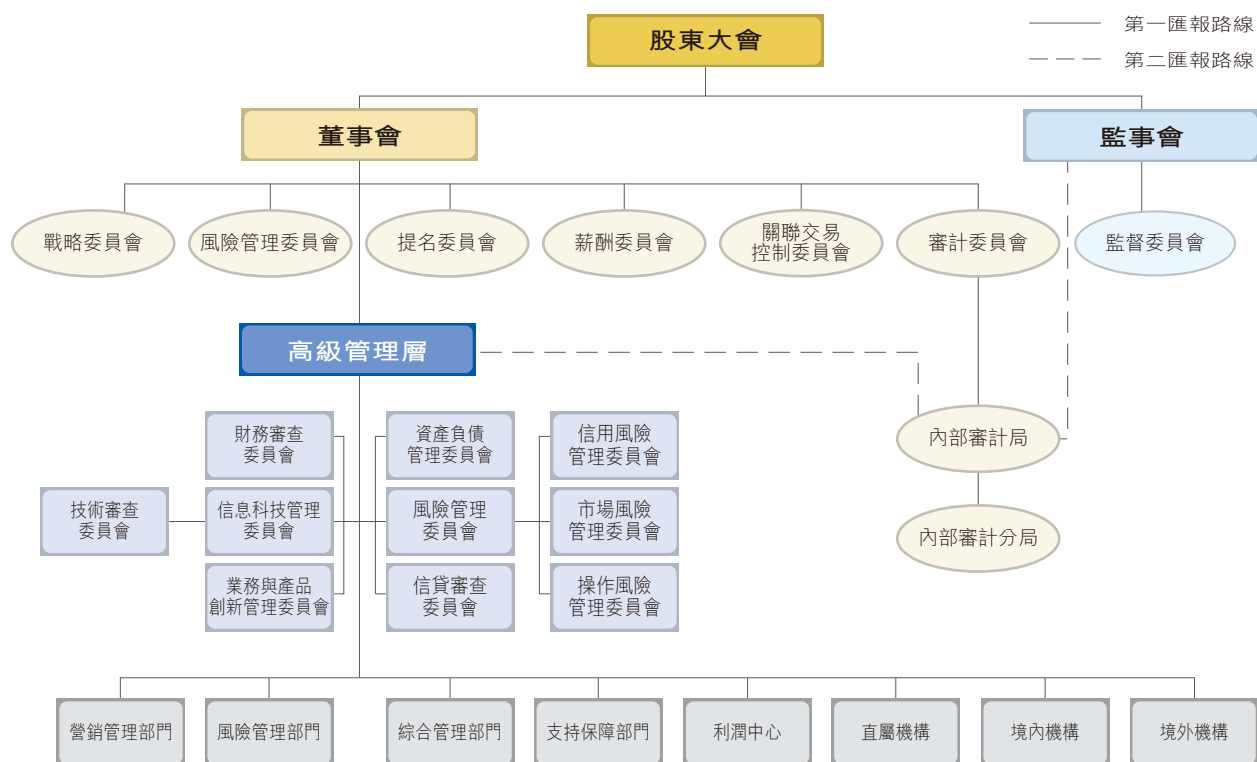 股東大會
第一匯報路線
第二匯報路線
董事會
監事會
戰略委員會
風險管理委員會
提名委員會
薪酬委員會
關聯交易
控制委員會
審計委員會
監督委員會
高級管理層
財務審查
委員會
資產負債
管理委員會
信用風險
管理委員會
內部審計局
技術審查
委員會
信息科技管理
委員會
風險管理
委員會
市場風險
管理委員會
內部審計分局
業務與產品
創新管理委員會
信貸審查
委員會
操作風險
管理委員會
營銷管理部門
風險管理部門
綜合管理部門
支持保障部門
利潤中心
直屬機構
境內機構
境外機構